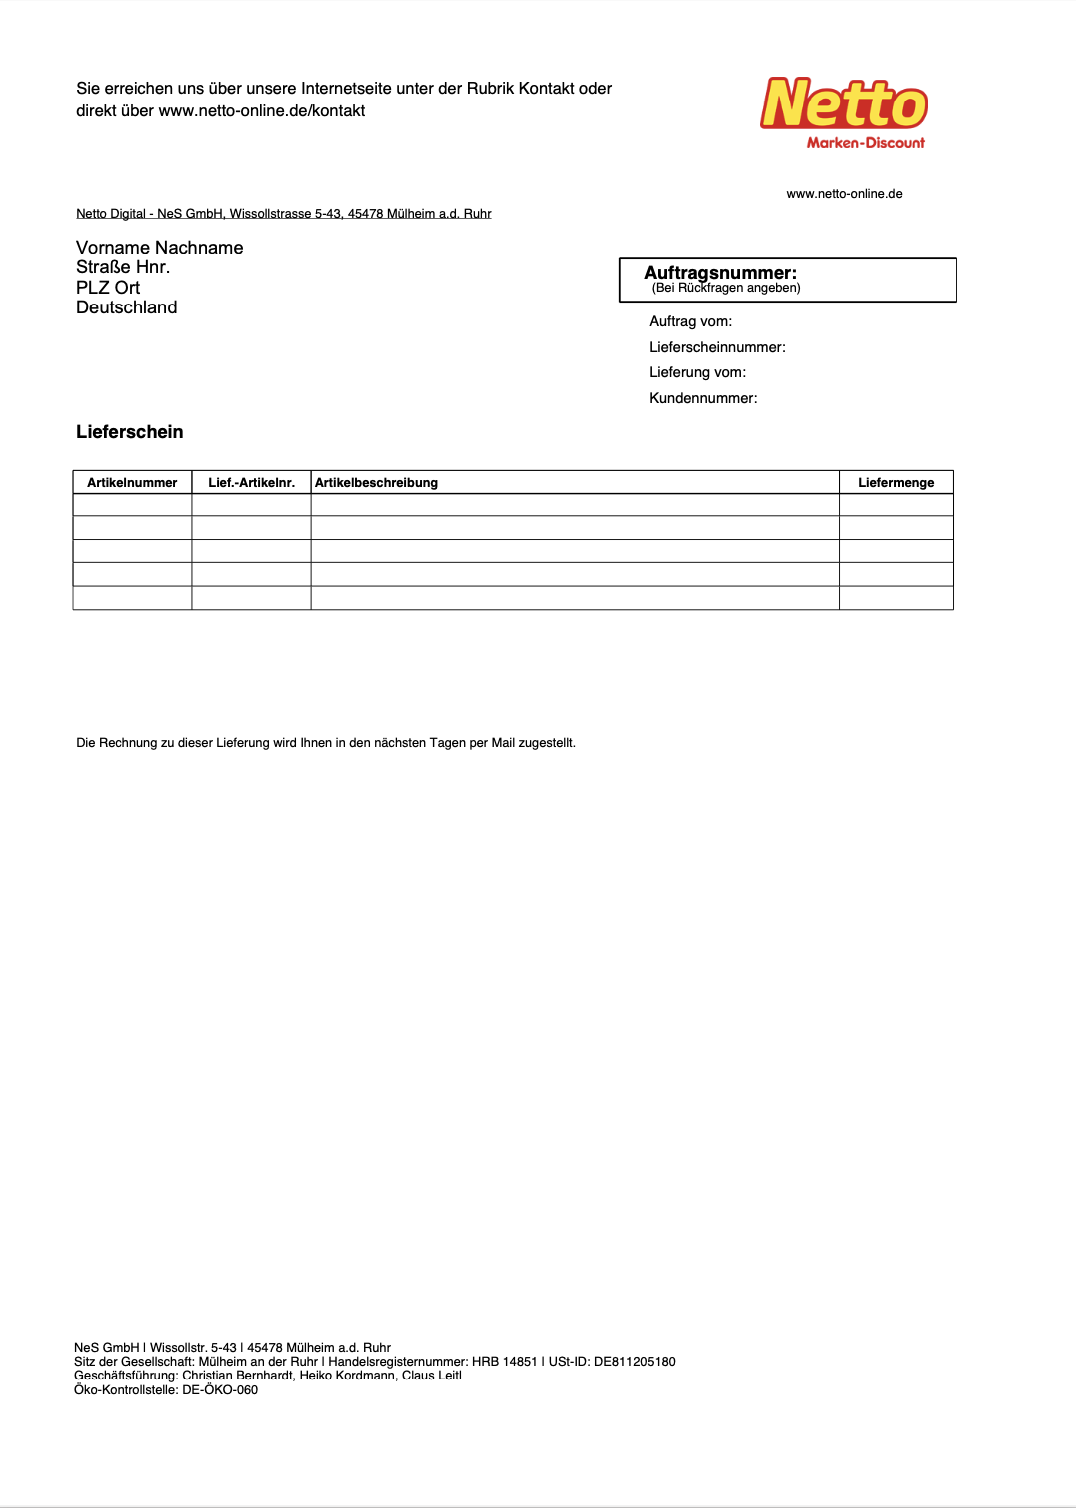 Sie erreichen uns über unsere Internetseite unter der Rubrik Kontakt oder
direkt über www.netto-online.de/kontakt
Netto
Marken-Discount
www.netto-online.de
Netto Digital - NeS GmbH, Wissollstrasse 5-43, 45478 Mülheim a.d. Ruhr
Vorname Nachname
Straße Hnr.
PLZ Ort
Deutschland
Auftragsnummer:
(Bei Rückfragen angeben)
Auftrag vom:
Lieferscheinnummer:
Lieferung vom:
Kundennummer:
Lieferschein
Artikelnummer Lief.-Artikelnr. Artikelbeschreibung Liefermenge
Die Rechnung zu dieser Lieferung wird Ihnen in den nächsten Tagen per Mail zugestellt.
NeS GmbH | Wissollstr. 5-43 | 45478 Mülheim a.d. Ruhr
Sitz der Gesellschaft: Mülheim an der Ruhr | Handelsregisternummer: HRB 14851 | USt-ID: DE811205180
Geschäftsführung: Christian Bernhardt, Heiko Kordmann, Claus Leitl
Öko-Kontrollstelle: DE-ÖKO-060